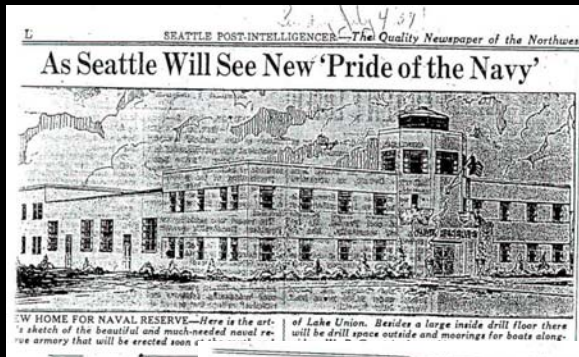 July 4 39
D SEATTLE POST-INTELLIGENCER—The Quality Newspaper of the Northwes
As Seattle Will See New 'Pride of the Navy'
EW HOME FOR NAVAL RESERVE—Here is the art-
's sketch of the beautiful and much-needed naval re-
rve armory that will be erected soon
of Lake Union. Besides a large inside drill floor there
will be drill space outside and moorings for boats along-